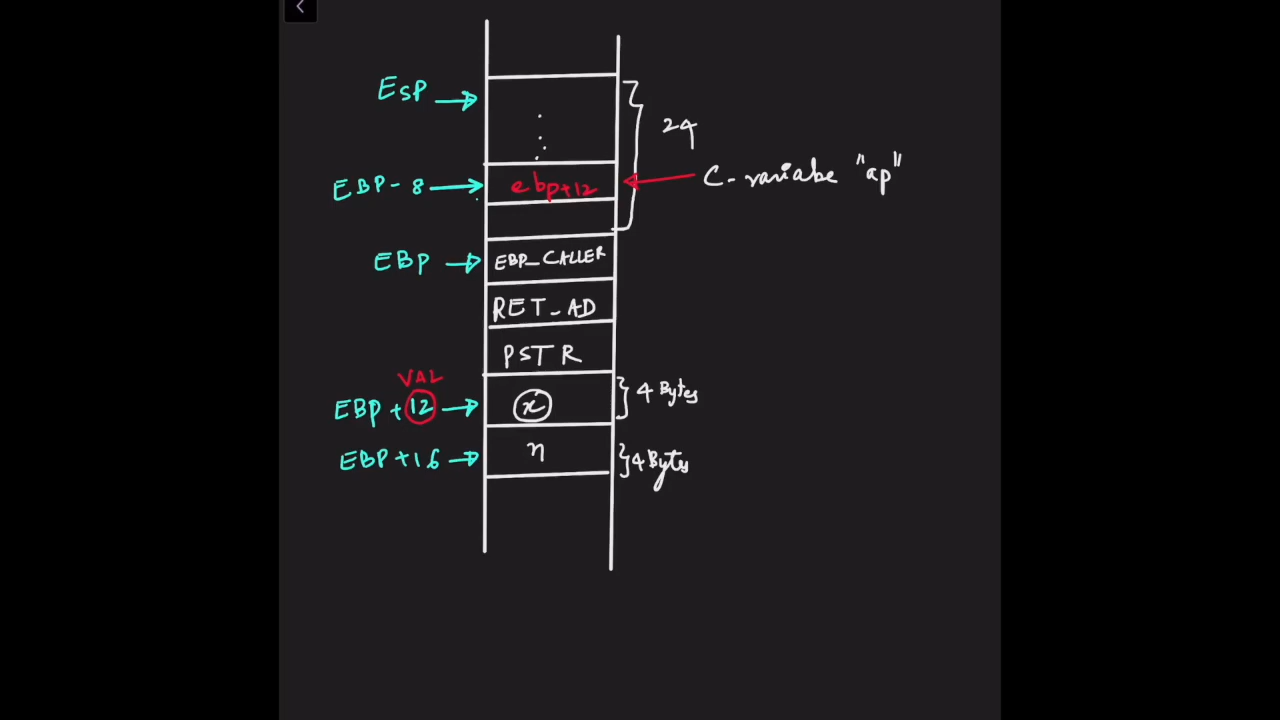 ESP
24
C-variabe "ap"
EBP-8
ebp+12
EBP
EBP_CALLER
RET_AD
PSTR
VAL
EBP+12
x
4 Bytes
EBP+16
n
4 Bytes